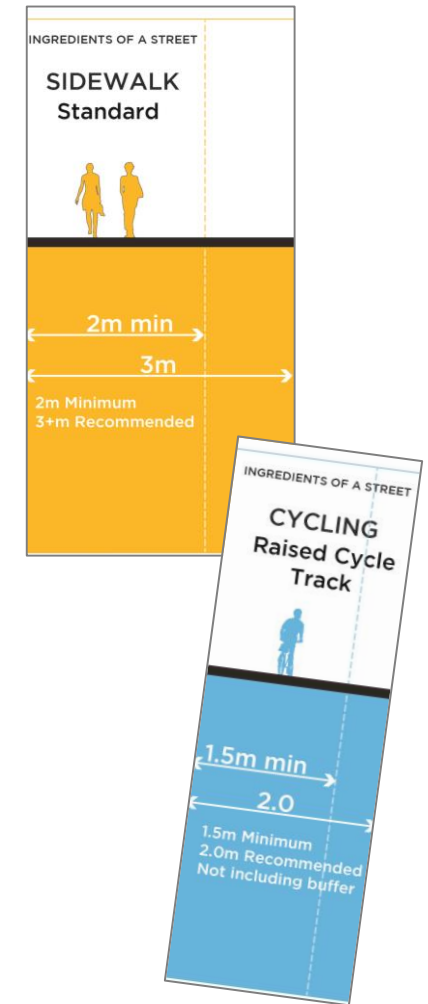 INGREDIENTS OF A STREET
SIDEWALK
Standard
2m min
3m
2m Minimum
3+m Recommended
INGREDIENTS OF A STREET
CYCLING
Raised Cycle
Track
1.5m min
2.0
1.5m Minimum
2.0m Recommended
Not including buffer